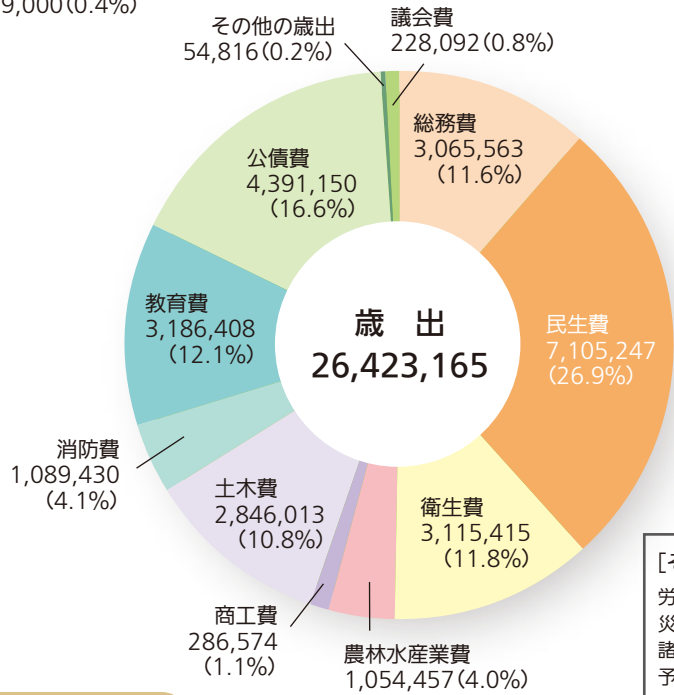 9,000(0.4%)
その他の歳出
54,816(0.2%)
議会費
228,092(0.8%)
総務費
3,065,563
(11.6%)
公債費
4,391,150
(16.6%)
教育費
3,186,408
(12.1%)
歳 出
26,423,165
民生費
7,105,247
(26.9%)
消防費
1,089,430
(4.1%)
土木費
2,846,013
(10.8%)
衛生費
3,115,415
(11.8%)
商工費
286,574
(1.1%)
農林水産業費
1,054,457(4.0%)
労
災
諸
予